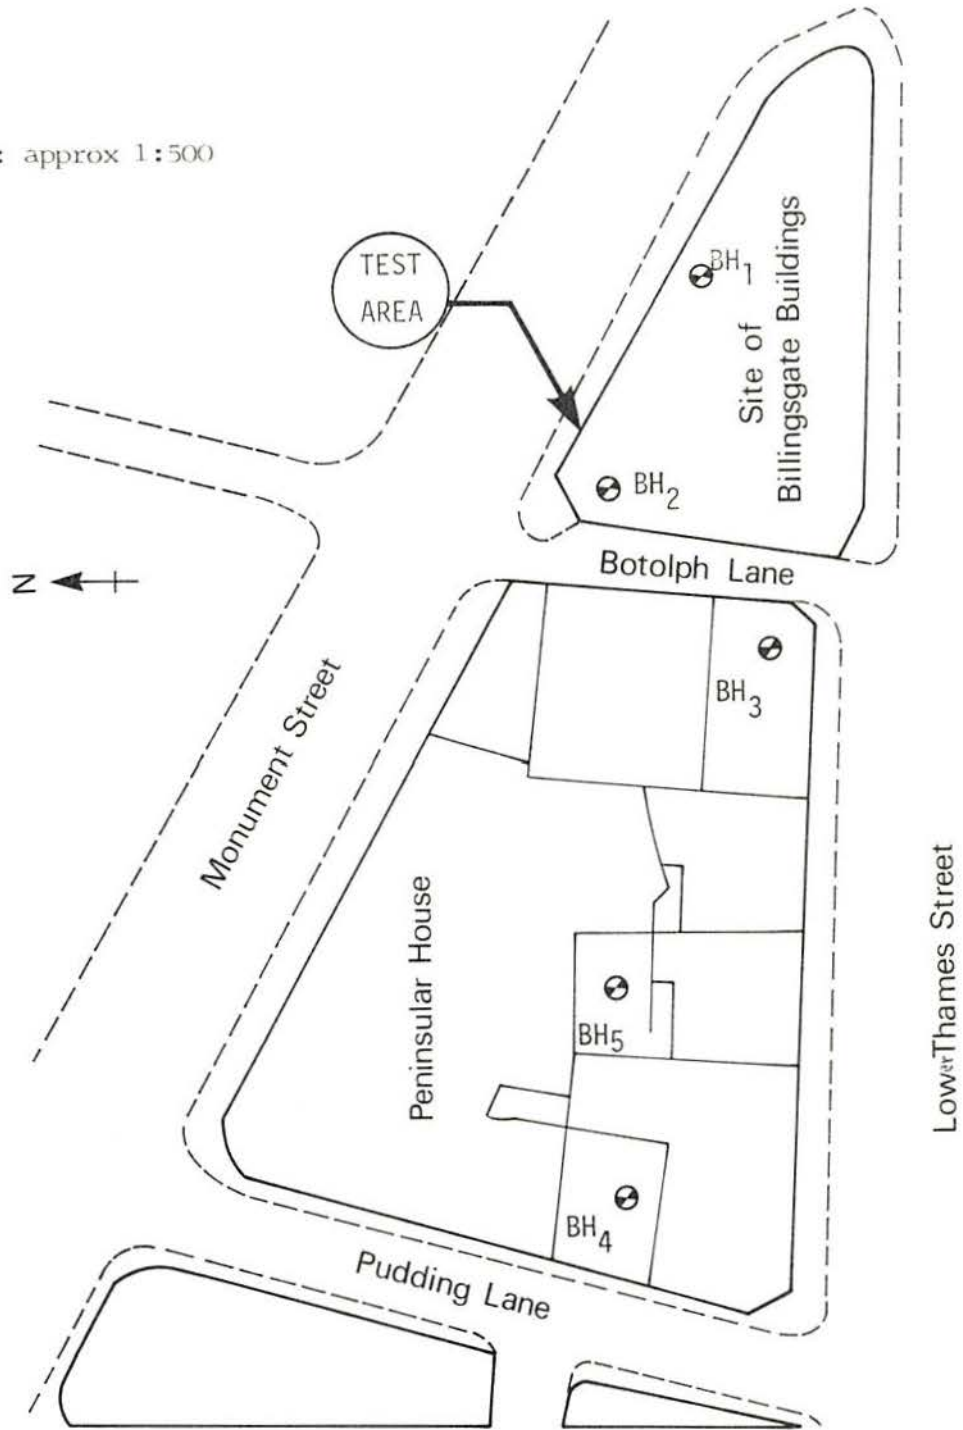 : approx 1:500
TEST
AREA
BH1
Site of
Billingsgate Buildings
BH2
Botolph Lane
N
BH3
Monument Street
Peninsular House
BH5
BH4
Pudding Lane
Lower Thames Street